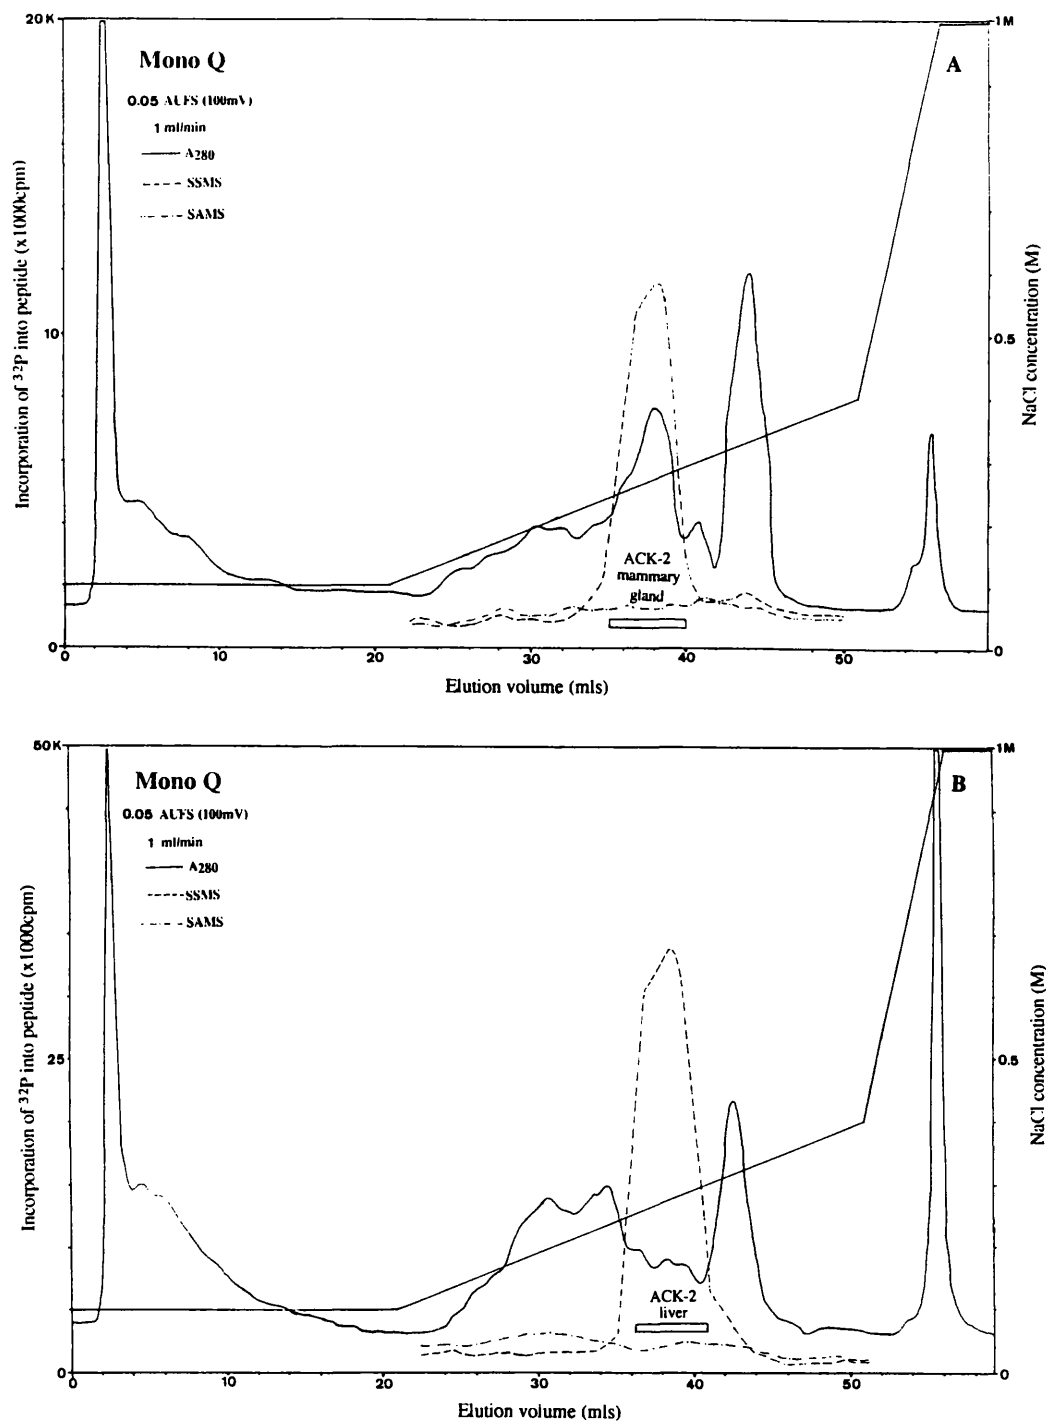 20 K
1M
Mono Q
A
0.05 AUFS (100mV)
1 ml/min
A280
SSMS
SAMS
Incorporation of 32P into peptide (x1000cpm)
10
0.5
NaCl concentration (M)
ACK-2
mammary
gland
0
0
0 10 20 30 40 50
Elution volume (mls)
50 K
1M
Mono Q
B
0.05 AUFS (100mV)
1 ml/min
A280
SSMS
SAMS
Incorporation of 32P into peptide (x1000cpm)
25
0.5
NaCl concentration (M)
ACK-2
liver
0
0
0 10 20 30 40 50
Elution volume (mls)